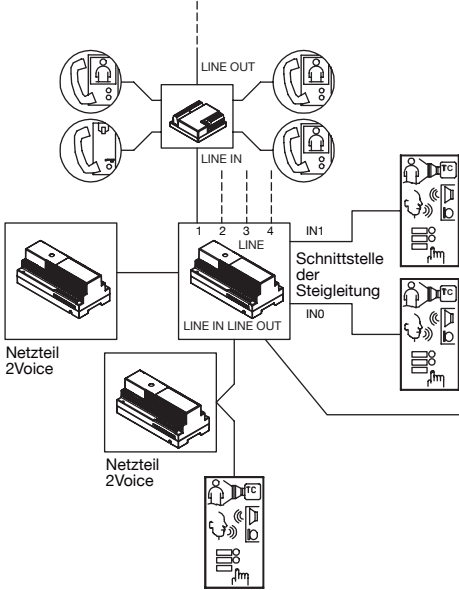 LINE OUT
LINE IN
1 2 3 4
LINE
IN1
TC
Schnittstelle
der
Steigleitung
IN0
TC
LINE IN LINE OUT
Netzteil
2Voice
Netzteil
2Voice
TC